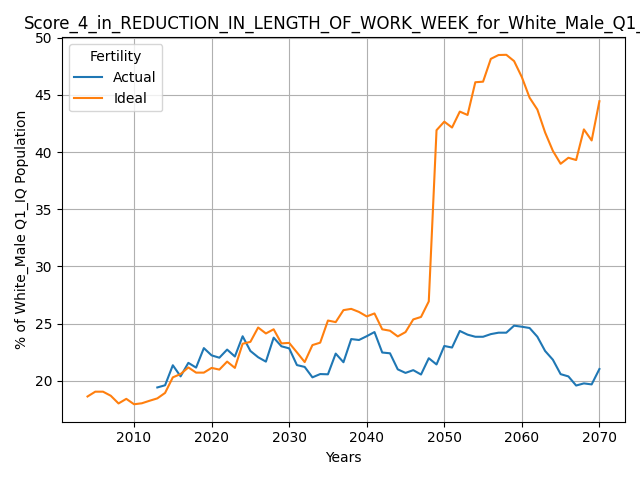 Score_4_in_REDUCTION_IN_LENGTH_OF_WORK_WEEK_for_White_Male_Q1_
Fertility
Actual
Ideal
% of White_Male Q1_IQ Population
50
45
40
35
30
25
20
2010 2020 2030 2040 2050 2060 2070
Years